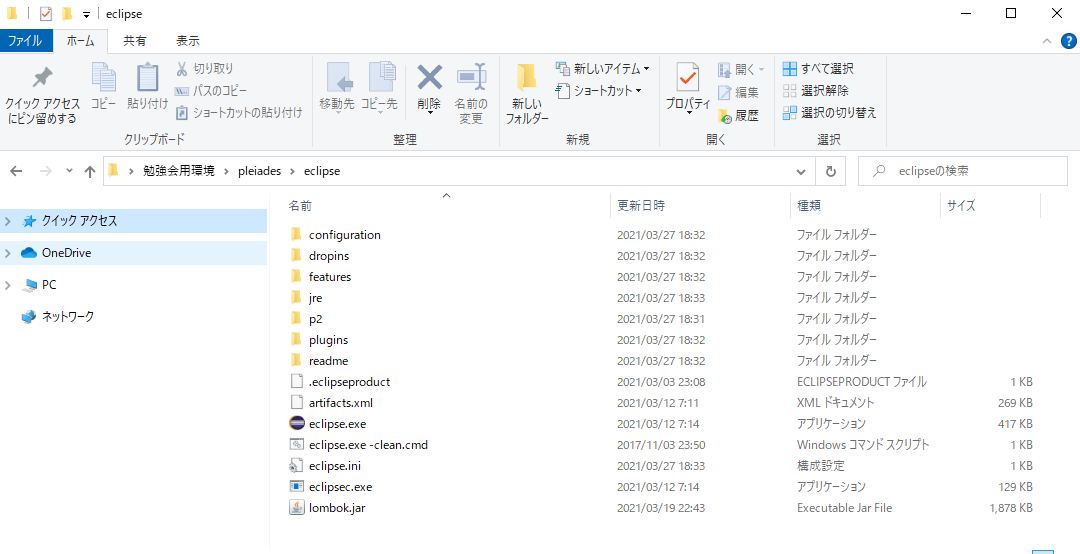 eclipse
ファイル ホーム 共有 表示
クイック アクセス
にピン留めする
コピー
貼り付け
切り取り
パスのコピー
ショートカットの貼り付け
クリップボード
移動先
コピー先
削除
名前の
変更
整理
新しい
フォルダー
新しいアイテム
ショートカット
新規
プロパティ
開く
編集
履歴
開く
すべて選択
選択解除
選択の切り替え
選択
勉強会用環境 pleiades eclipse
eclipseの検索
クイック アクセス
OneDrive
PC
ネットワーク
名前 更新日時 種類 サイズ
configuration 2021/03/27 18:32 ファイル フォルダー
dropins 2021/03/27 18:32 ファイル フォルダー
features 2021/03/27 18:32 ファイル フォルダー
jre 2021/03/27 18:33 ファイル フォルダー
p2 2021/03/27 18:31 ファイル フォルダー
plugins 2021/03/27 18:32 ファイル フォルダー
readme 2021/03/27 18:32 ファイル フォルダー
.eclipseproduct 2021/03/03 23:08 ECLIPSEPRODUCT ファイル 1 KB
artifacts.xml 2021/03/12 7:11 XML ドキュメント 269 KB
eclipse.exe 2021/03/12 7:14 アプリケーション 417 KB
eclipse.exe -clean.cmd 2017/11/03 23:50 Windows コマンド スクリプト 1 KB
eclipse.ini 2021/03/27 18:33 構成設定 1 KB
eclipsec.exe 2021/03/12 7:14 アプリケーション 129 KB
lombok.jar 2021/03/19 22:43 Executable Jar File 1,878 KB